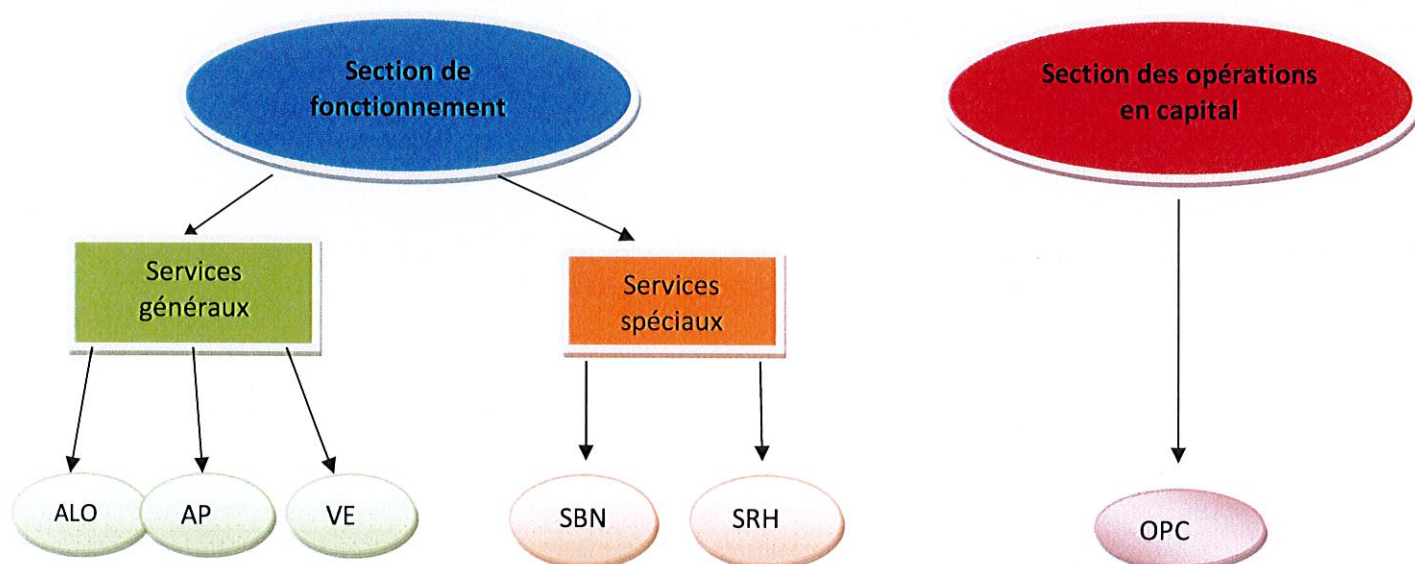 Section de
fonctionnement
Section des opérations
en capital
Services
généraux
Services
spéciaux
ALO
AP
VE
SBN
SRH
OPC